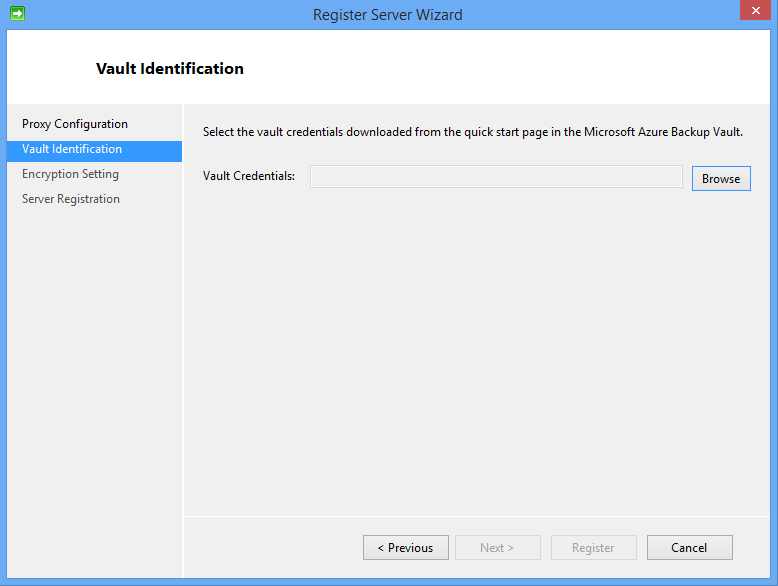 Register Server Wizard
Vault Identification
Proxy Configuration
Vault Identification
Encryption Setting
Server Registration
Select the vault credentials downloaded from the quick start page in the Microsoft Azure Backup Vault.
Vault Credentials:
Browse
< Previous
Next >
Register
Cancel